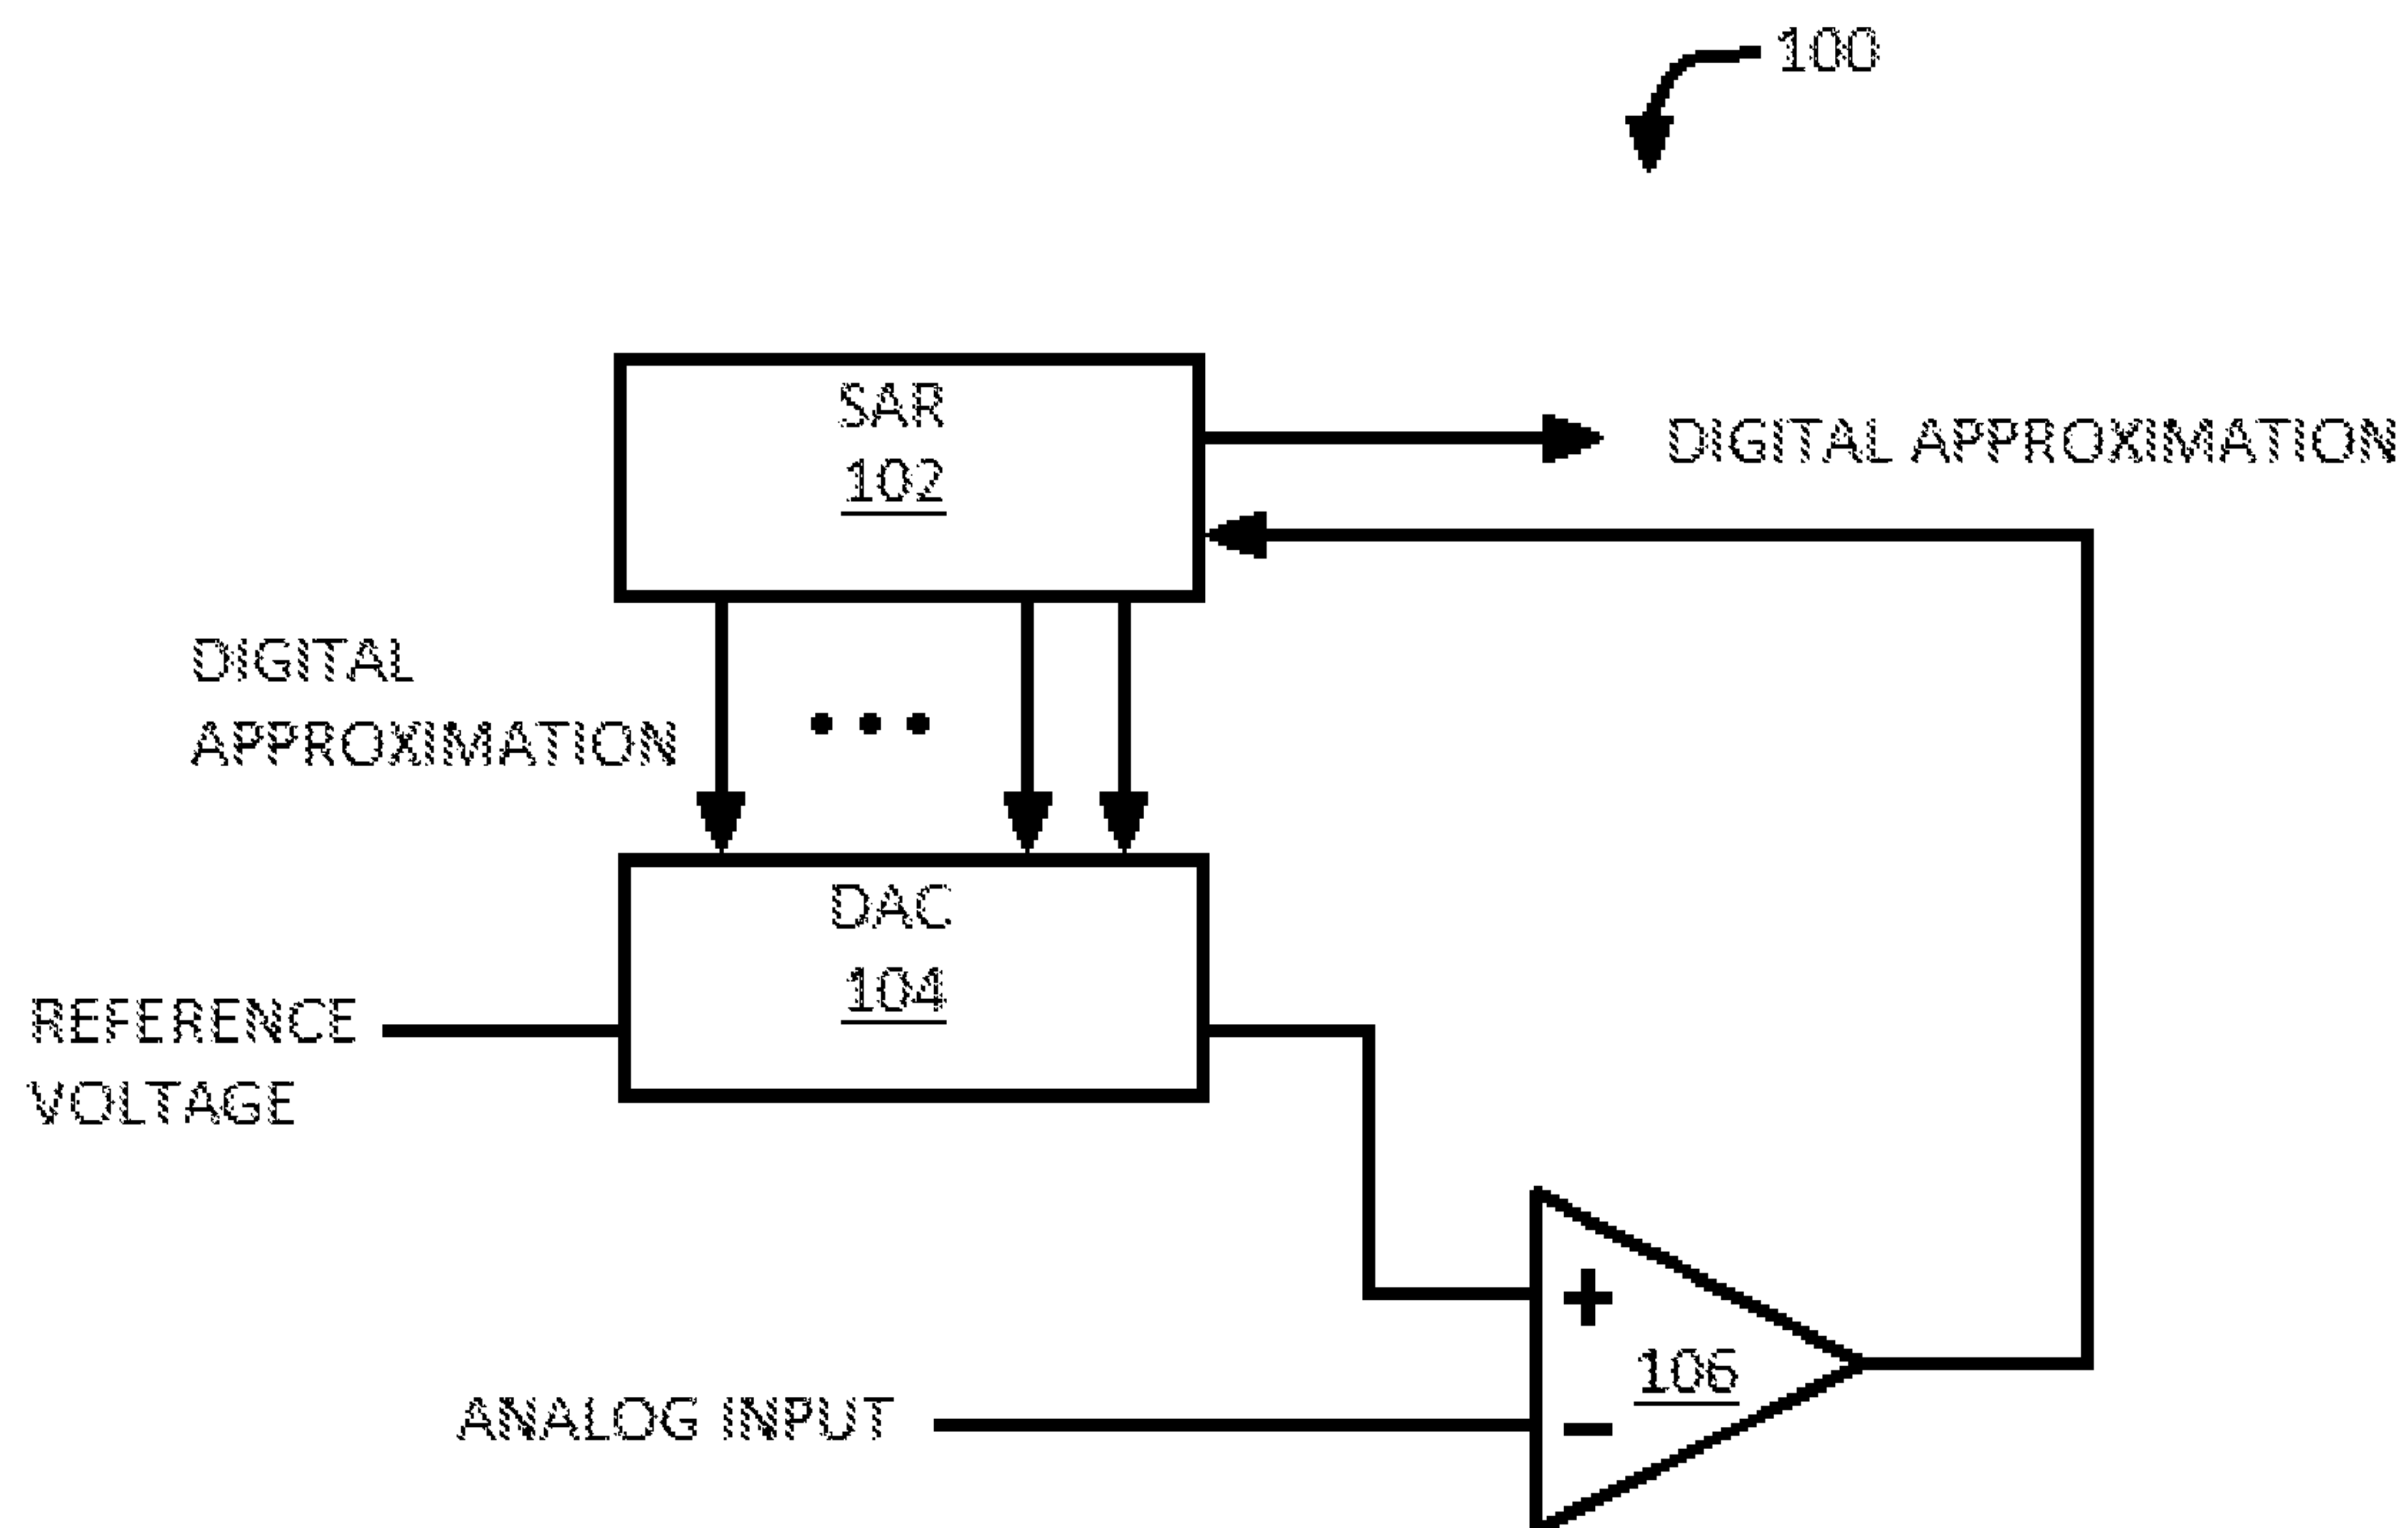 100
SAR
102
DIGITAL APPROXIMATION
DIGITAL
APPROXIMATION
DAC
104
REFERENCE
VOLTAGE
+
106
ANALOG INPUT
−